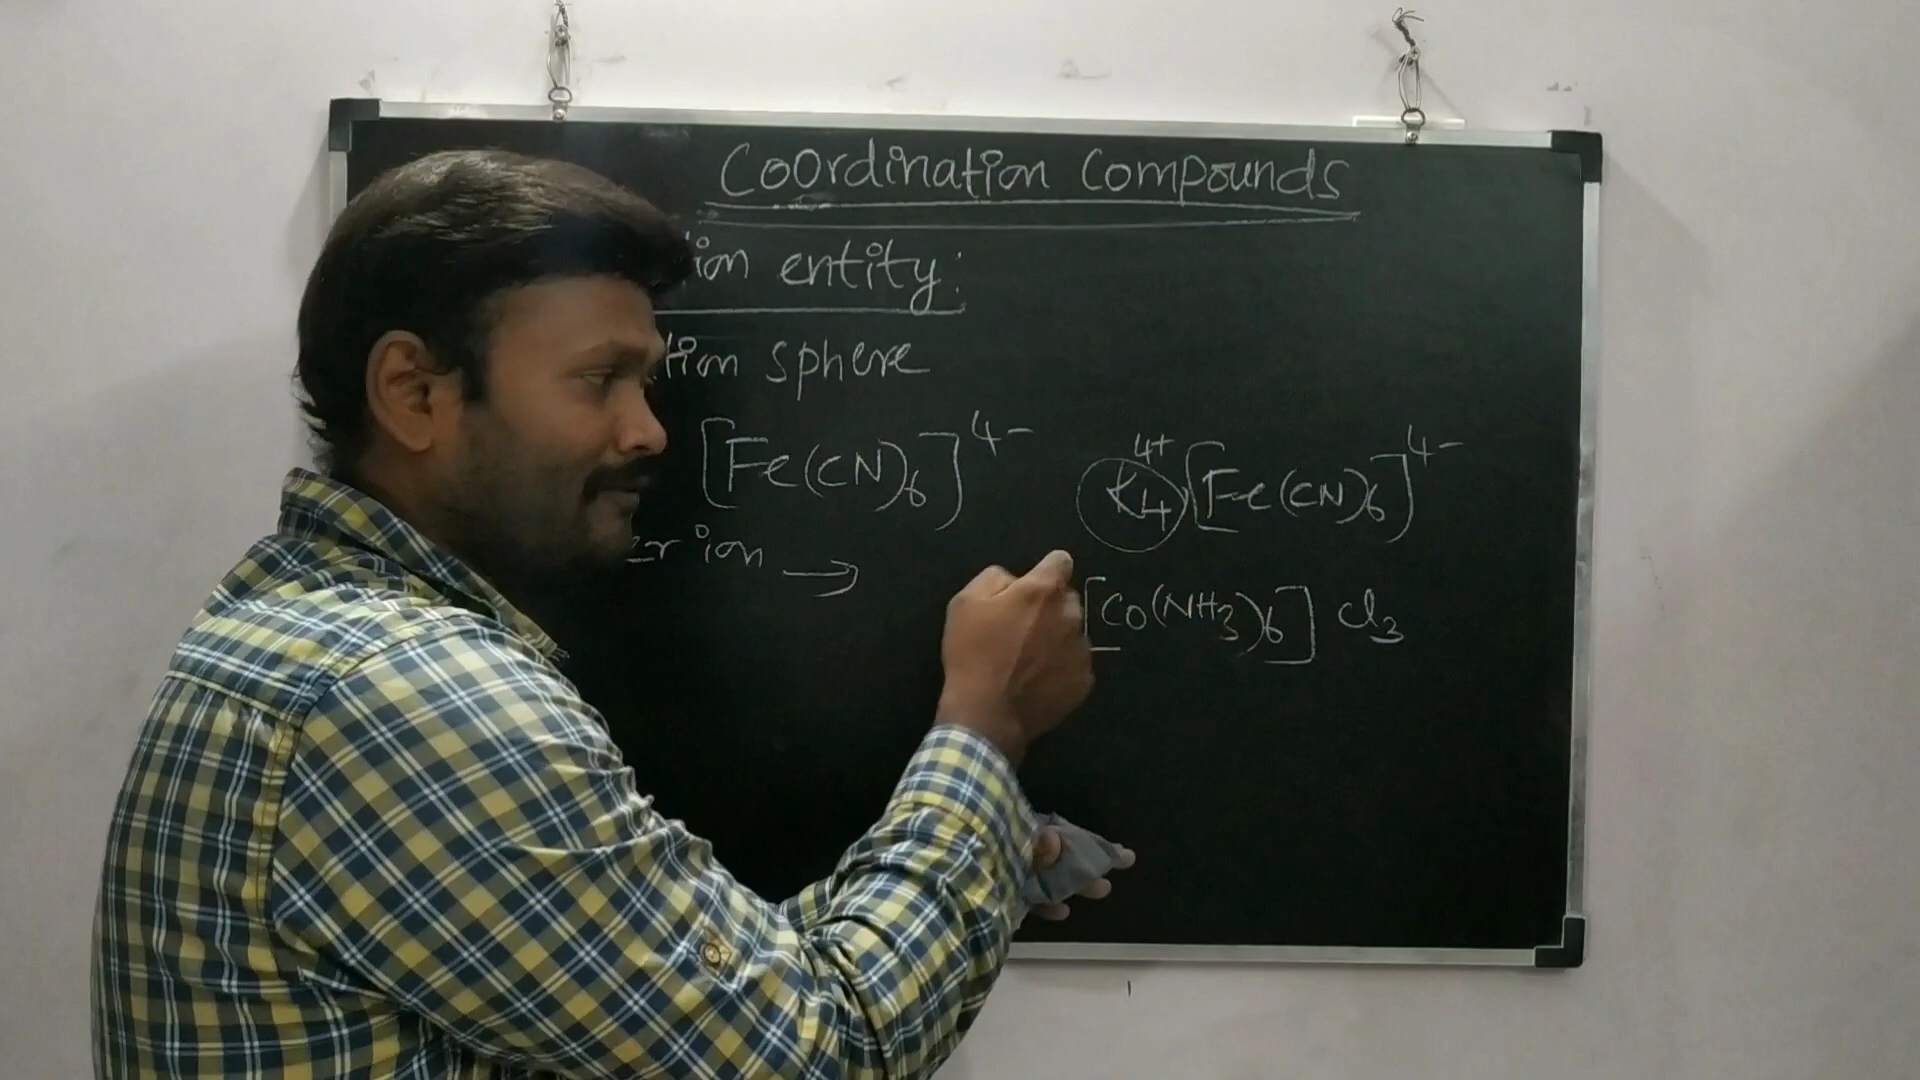 Coordination Compounds
ion entity:
tion sphere
[Fe(CN)6]4- K4 4+ [Fe(CN)6]4-
er ion →
[Co(NH3)6] Cl3